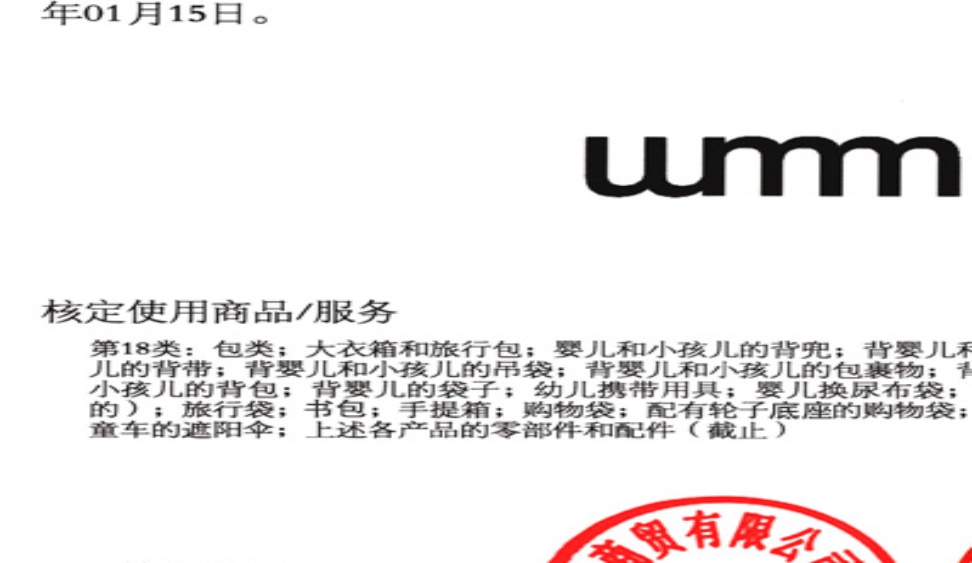 年01月15日。
wmm
核定使用商品/服务
第18类：包类；大衣箱和旅行包；婴儿和小孩儿的背兜；背婴儿和
儿的背带；背婴儿和小孩儿的吊袋；背婴儿和小孩儿的包裹物；背
小孩儿的背包；背婴儿的袋子；幼儿携带用具；婴儿换尿布袋；
的）；旅行袋；书包；手提箱；购物袋；配有轮子底座的购物袋；
童车的遮阳伞；上述各产品的零部件和配件（截止）
商贸有限公司